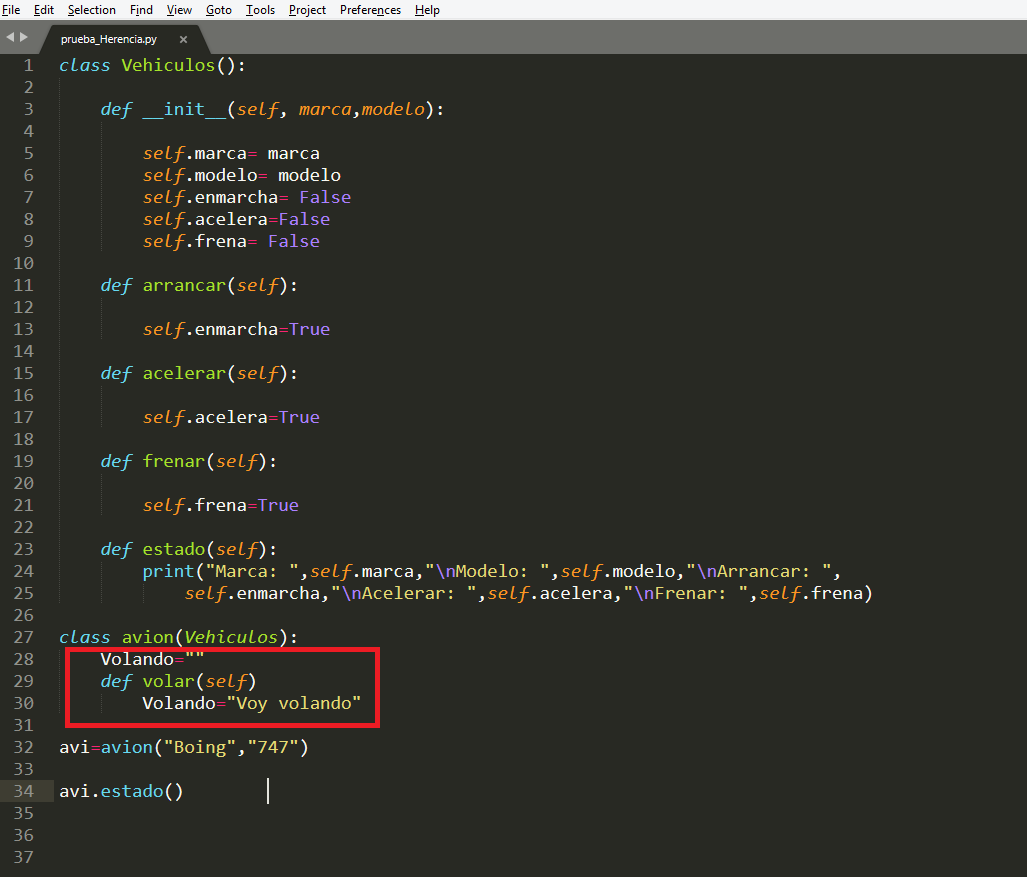 File Edit Selection Find View Goto Tools Project Preferences Help
prueba_Herencia.py ×
1 class Vehiculos():
2
3     def __init__(self, marca,modelo):
4
5         self.marca= marca
6         self.modelo= modelo
7         self.enmarcha= False
8         self.acelera=False
9         self.frena= False
10
11     def arrancar(self):
12
13         self.enmarcha=True
14
15     def acelerar(self):
16
17         self.acelera=True
18
19     def frenar(self):
20
21         self.frena=True
22
23     def estado(self):
24         print("Marca: ",self.marca,"\nModelo: ",self.modelo,"\nArrancar: ",
25             self.enmarcha,"\nAcelerar: ",self.acelera,"\nFrenar: ",self.frena)
26
27 class avion(Vehiculos):
28     Volando=""
29     def volar(self)
30         Volando="Voy volando"
31
32 avi=avion("Boing","747")
33
34 avi.estado()
35
36
37